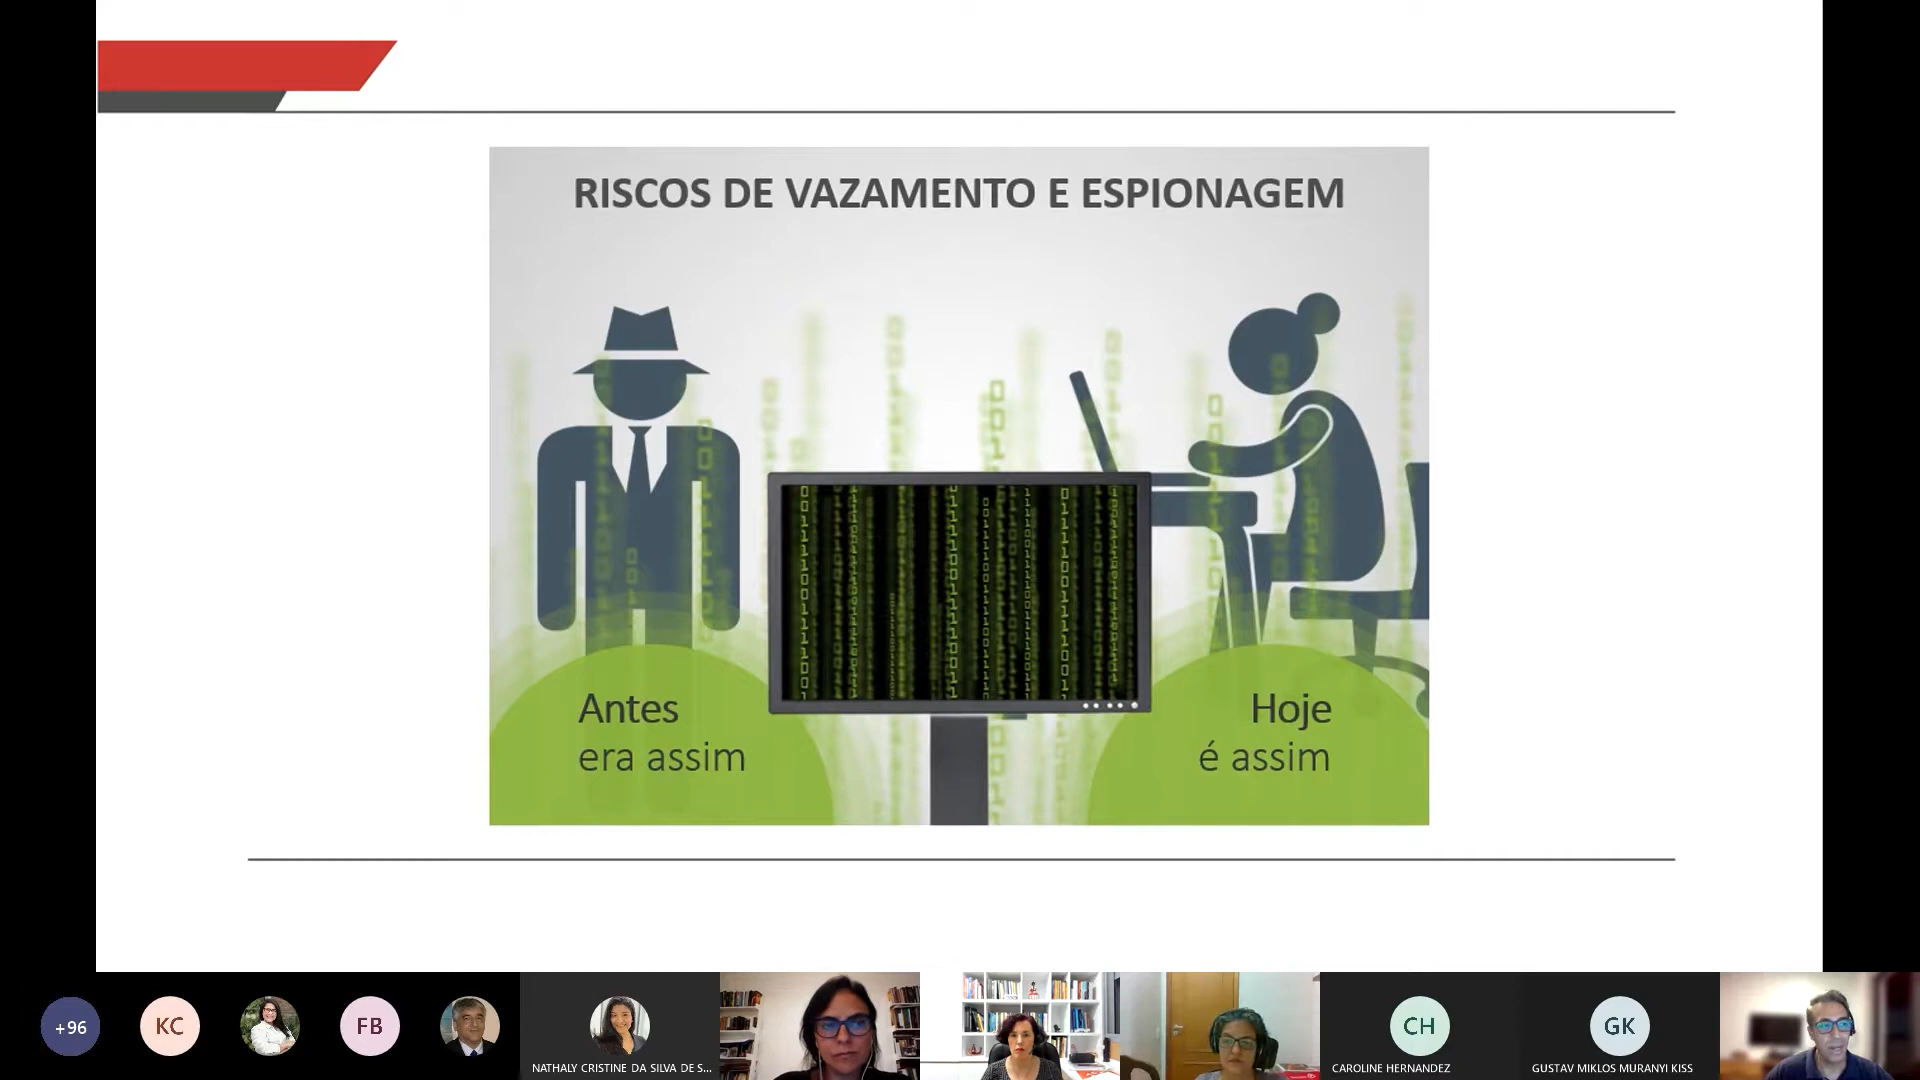 RISCOS DE VAZAMENTO E ESPIONAGEM
Antes
era assim
Hoje
é assim
+96
KC
FB
NATHALY CRISTINE DA SILVA DE S...
CH
CAROLINE HERNANDEZ
GK
GUSTAV MIKLOS MURANYI KISS